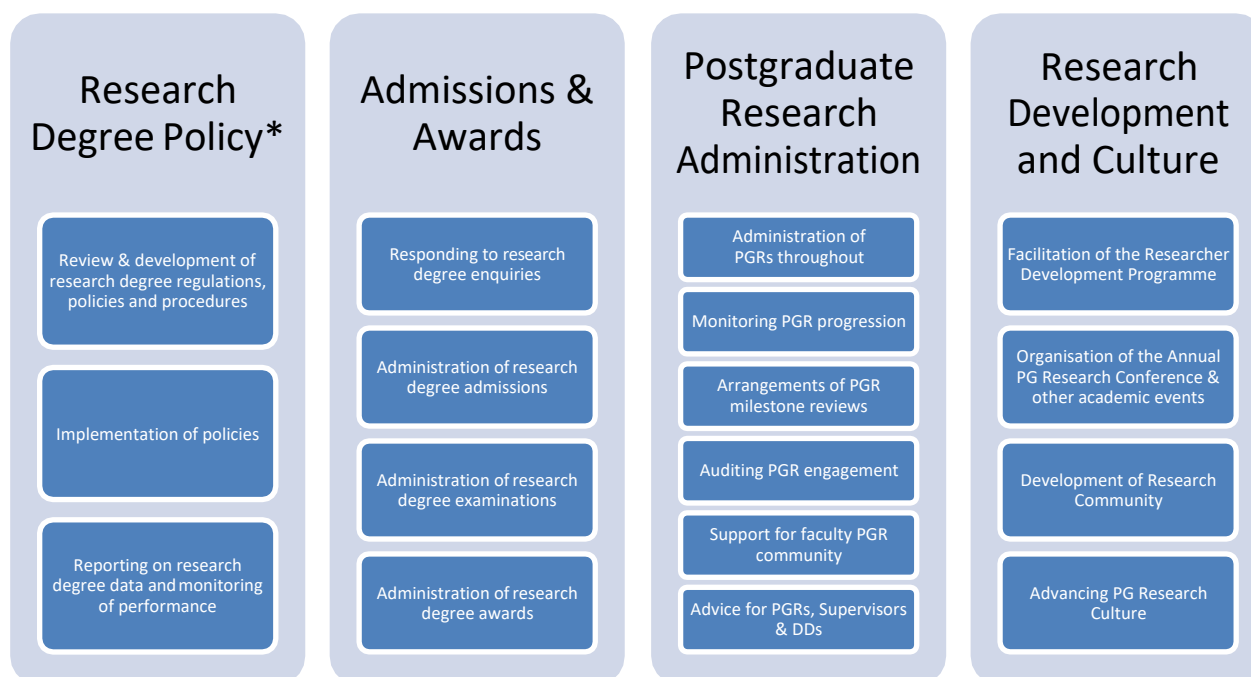 Research
Degree Policy*
Review & development of
research degree regulations,
policies and procedures
Implementation of policies
Reporting on research
degree data and monitoring
of performance
Admissions &
Awards
Responding to research
degree enquiries
Administration of research
degree admissions
Administration of research
degree examinations
Administration of research
degree awards
Postgraduate
Research
Administration
Administration of
PGRs throughout
Monitoring PGR progression
Arrangements of PGR
milestone reviews
Auditing PGR engagement
Support for faculty PGR
community
Advice for PGRs, Supervisors
& DDs
Research
Development
and Culture
Facilitation of the Researcher
Development Programme
Organisation of the Annual
PG Research Conference &
other academic events
Development of Research
Community
Advancing PG Research
Culture